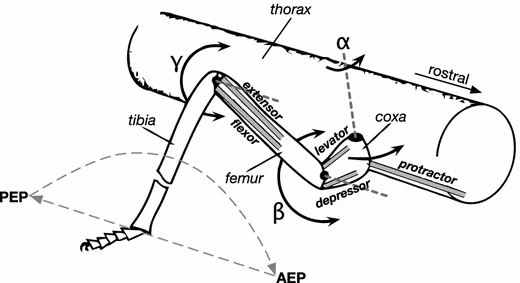 thorax
α
rostral
γ
extensor
coxa
tibia
flexor
levator
protractor
femur
depressor
β
PEP
AEP